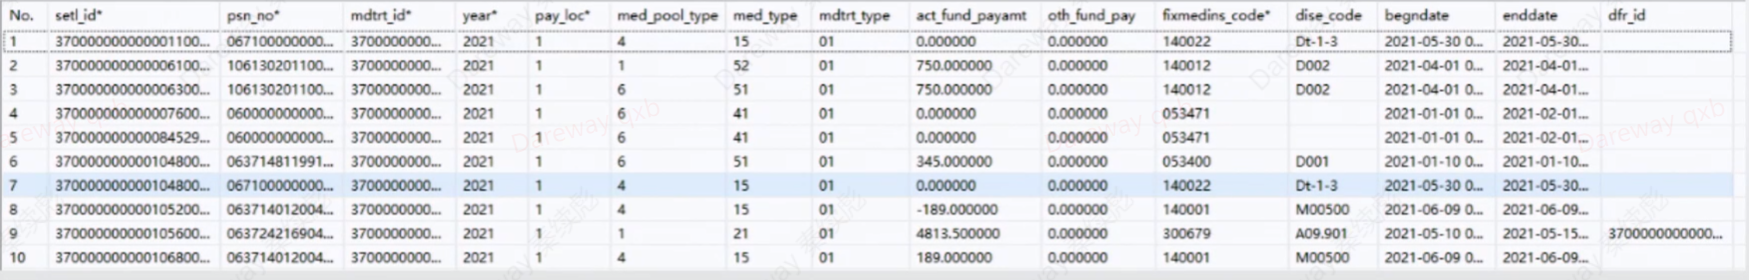 No. setl_id* psn_no* mdtrt_id* year* pay_loc* med_pool_type med_type mdtrt_type act_fund_payamt oth_fund_pay fixmedins_code* dise_code begndate enddate dfr_id
1 370000000000001100... 067100000000... 3700000000... 2021 1 4 15 01 0.000000 0.000000 140022 Dt-1-3 2021-05-30 0... 2021-05-30...
2 370000000000006100... 106130201100... 3700000000... 2021 1 1 52 01 750.000000 0.000000 140012 D002 2021-04-01 0... 2021-04-01...
3 370000000000006300... 106130201100... 3700000000... 2021 1 6 51 01 750.000000 0.000000 140012 D002 2021-04-01 0... 2021-04-01...
4 370000000000007600... 060000000000... 3700000000... 2021 1 6 41 01 0.000000 0.000000 053471 2021-01-01 0... 2021-02-01...
5 370000000000084529... 060000000000... 3700000000... 2021 1 6 41 01 0.000000 0.000000 053471 2021-01-01 0... 2021-02-01...
6 370000000000104800... 063714811991... 3700000000... 2021 1 6 51 01 345.000000 0.000000 053400 D001 2021-01-10 0... 2021-01-10...
7 370000000000104800... 067100000000... 3700000000... 2021 1 4 15 01 0.000000 0.000000 140022 Dt-1-3 2021-05-30 0... 2021-05-30...
8 370000000000105200... 063714012004... 3700000000... 2021 1 4 15 01 -189.000000 0.000000 140001 M00500 2021-06-09 0... 2021-06-09...
9 370000000000105600... 063724216904... 3700000000... 2021 1 1 21 01 4813.500000 0.000000 300679 A09.901 2021-05-10 0... 2021-05-15... 3700000000000...
10 370000000000106800... 063714012004... 3700000000... 2021 1 4 15 01 189.000000 0.000000 140001 M00500 2021-06-09 0... 2021-06-09...
Dareway qxb